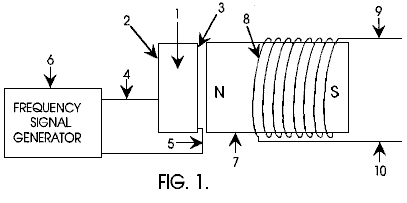 1
2
3
4
5
6
7
8
9
10
FREQUENCY
SIGNAL
GENERATOR
N
S
FIG. 1.